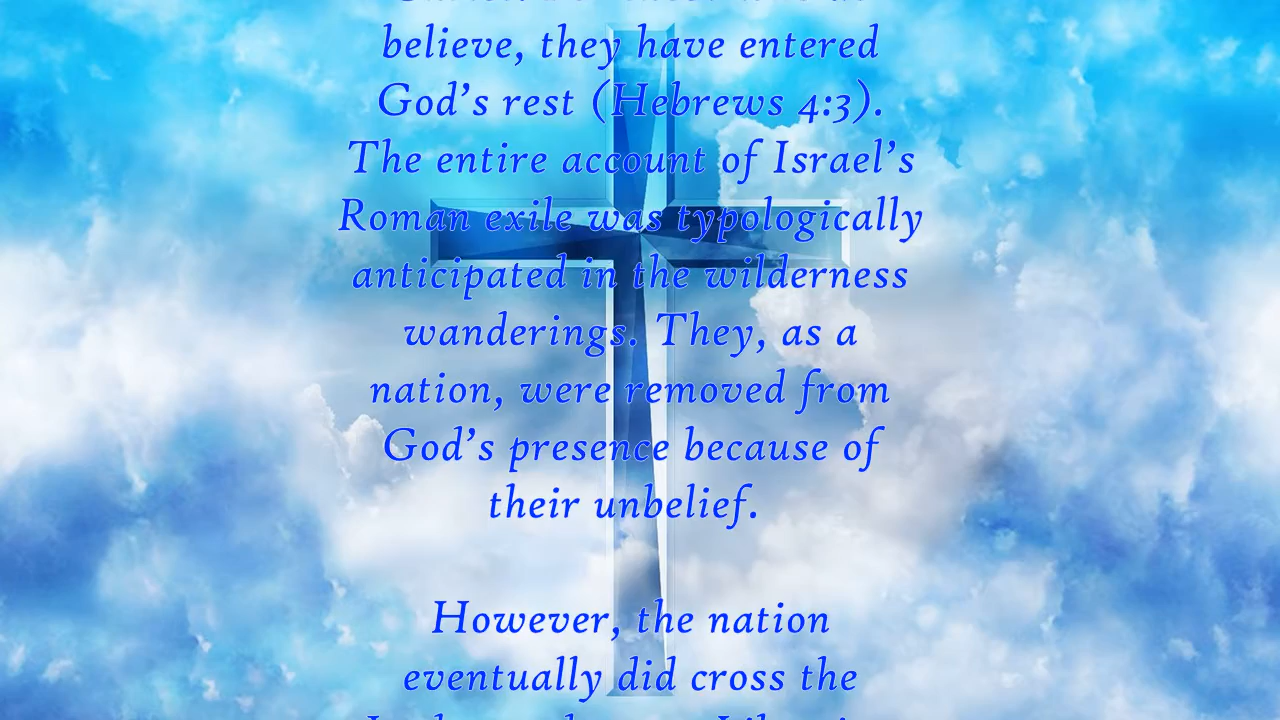 believe, they have entered
God's rest (Hebrews 4:3).
The entire account of Israel's
Roman exile was typologically
anticipated in the wilderness
wanderings. They, as a
nation, were removed from
God's presence because of
their unbelief.
However, the nation
eventually did cross the